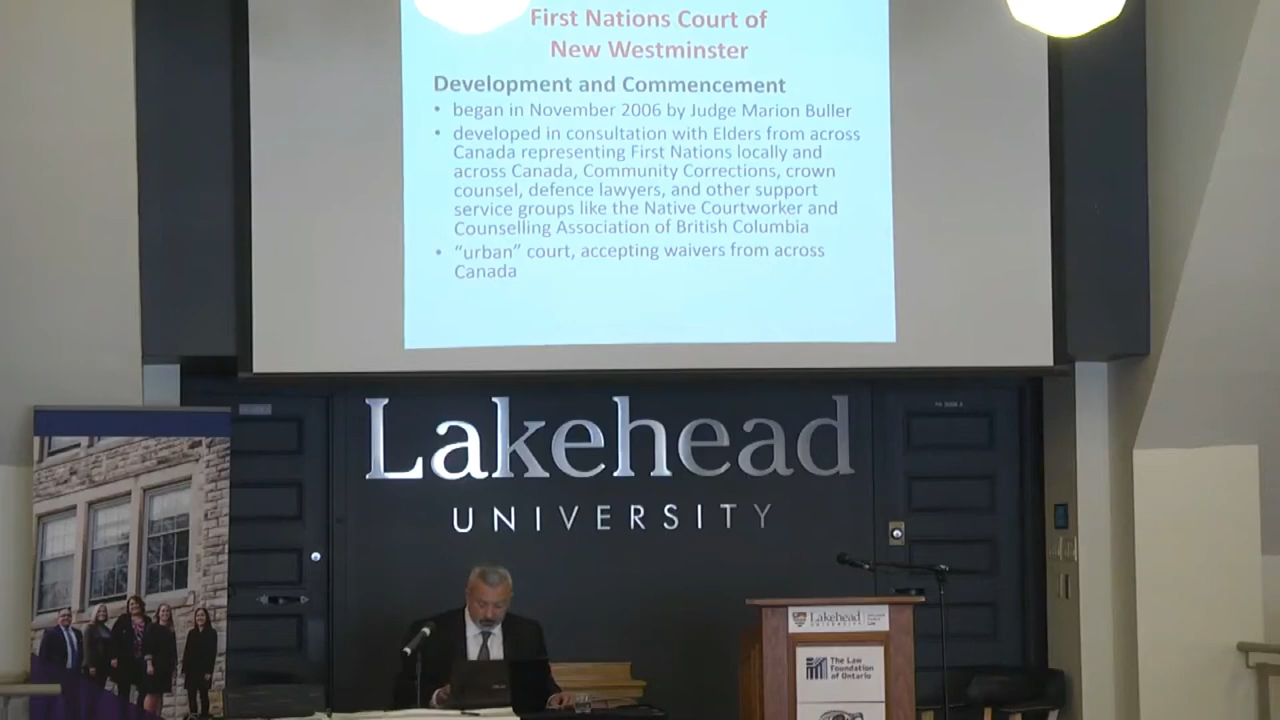 First Nations Court of
New Westminster
Development and Commencement
• began in November 2006 by Judge Marion Buller
• developed in consultation with Elders from across
Canada representing First Nations locally and
across Canada, Community Corrections, crown
counsel, defence lawyers, and other support
service groups like the Native Courtworker and
Counselling Association of British Columbia
• “urban” court, accepting waivers from across
Canada
Lakehead
UNIVERSITY
Lakehead
UNIVERSITY
The Law
Foundation
of Ontario